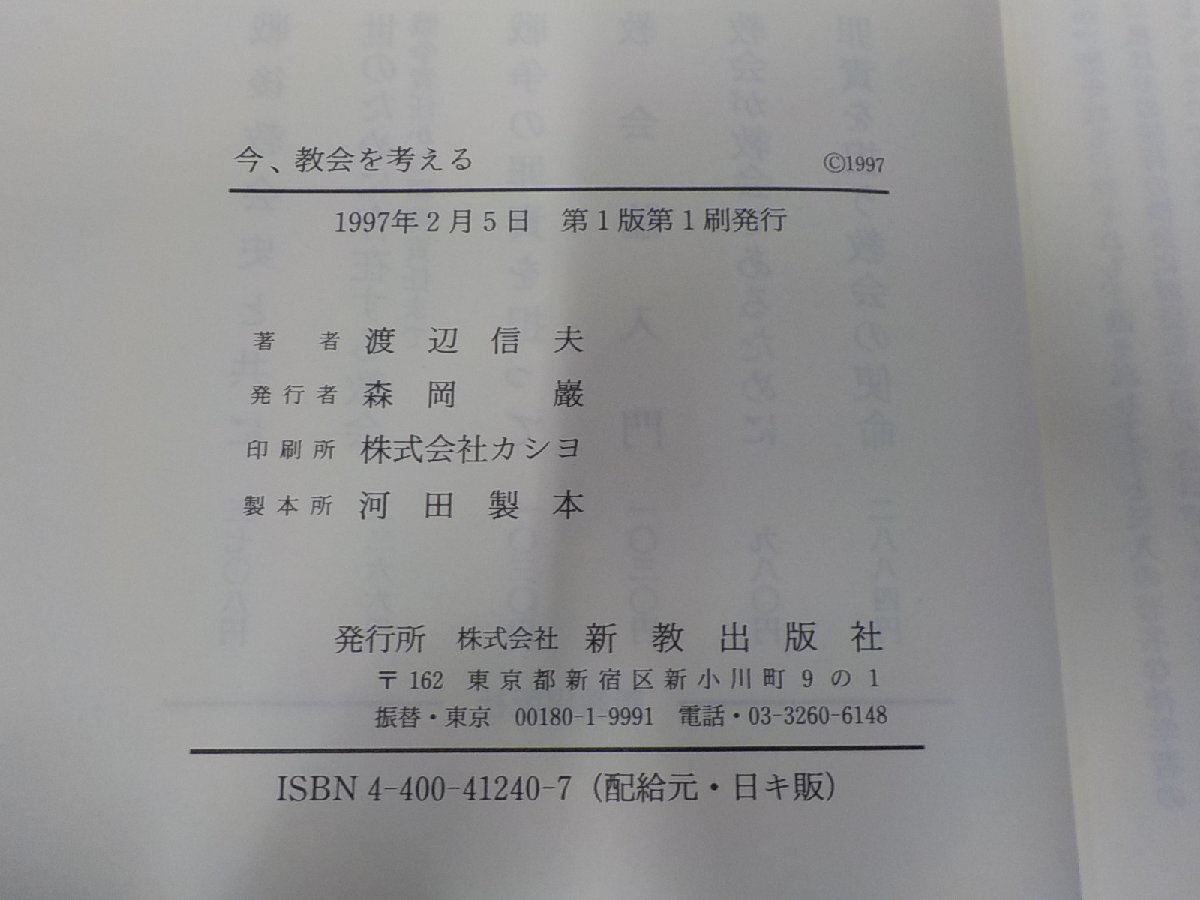 今、教会を考える ©1997
1997年2月5日 第1版第1刷発行
著者 渡辺信夫
発行者 森岡巌
印刷所 株式会社カシヨ
製本所 河田製本
発行所 株式会社 新教出版社
〒162 東京都新宿区新小川町9の1
振替・東京 00180-1-9991 電話・03-3260-6148
ISBN 4-400-41240-7（配給元・日キ販）